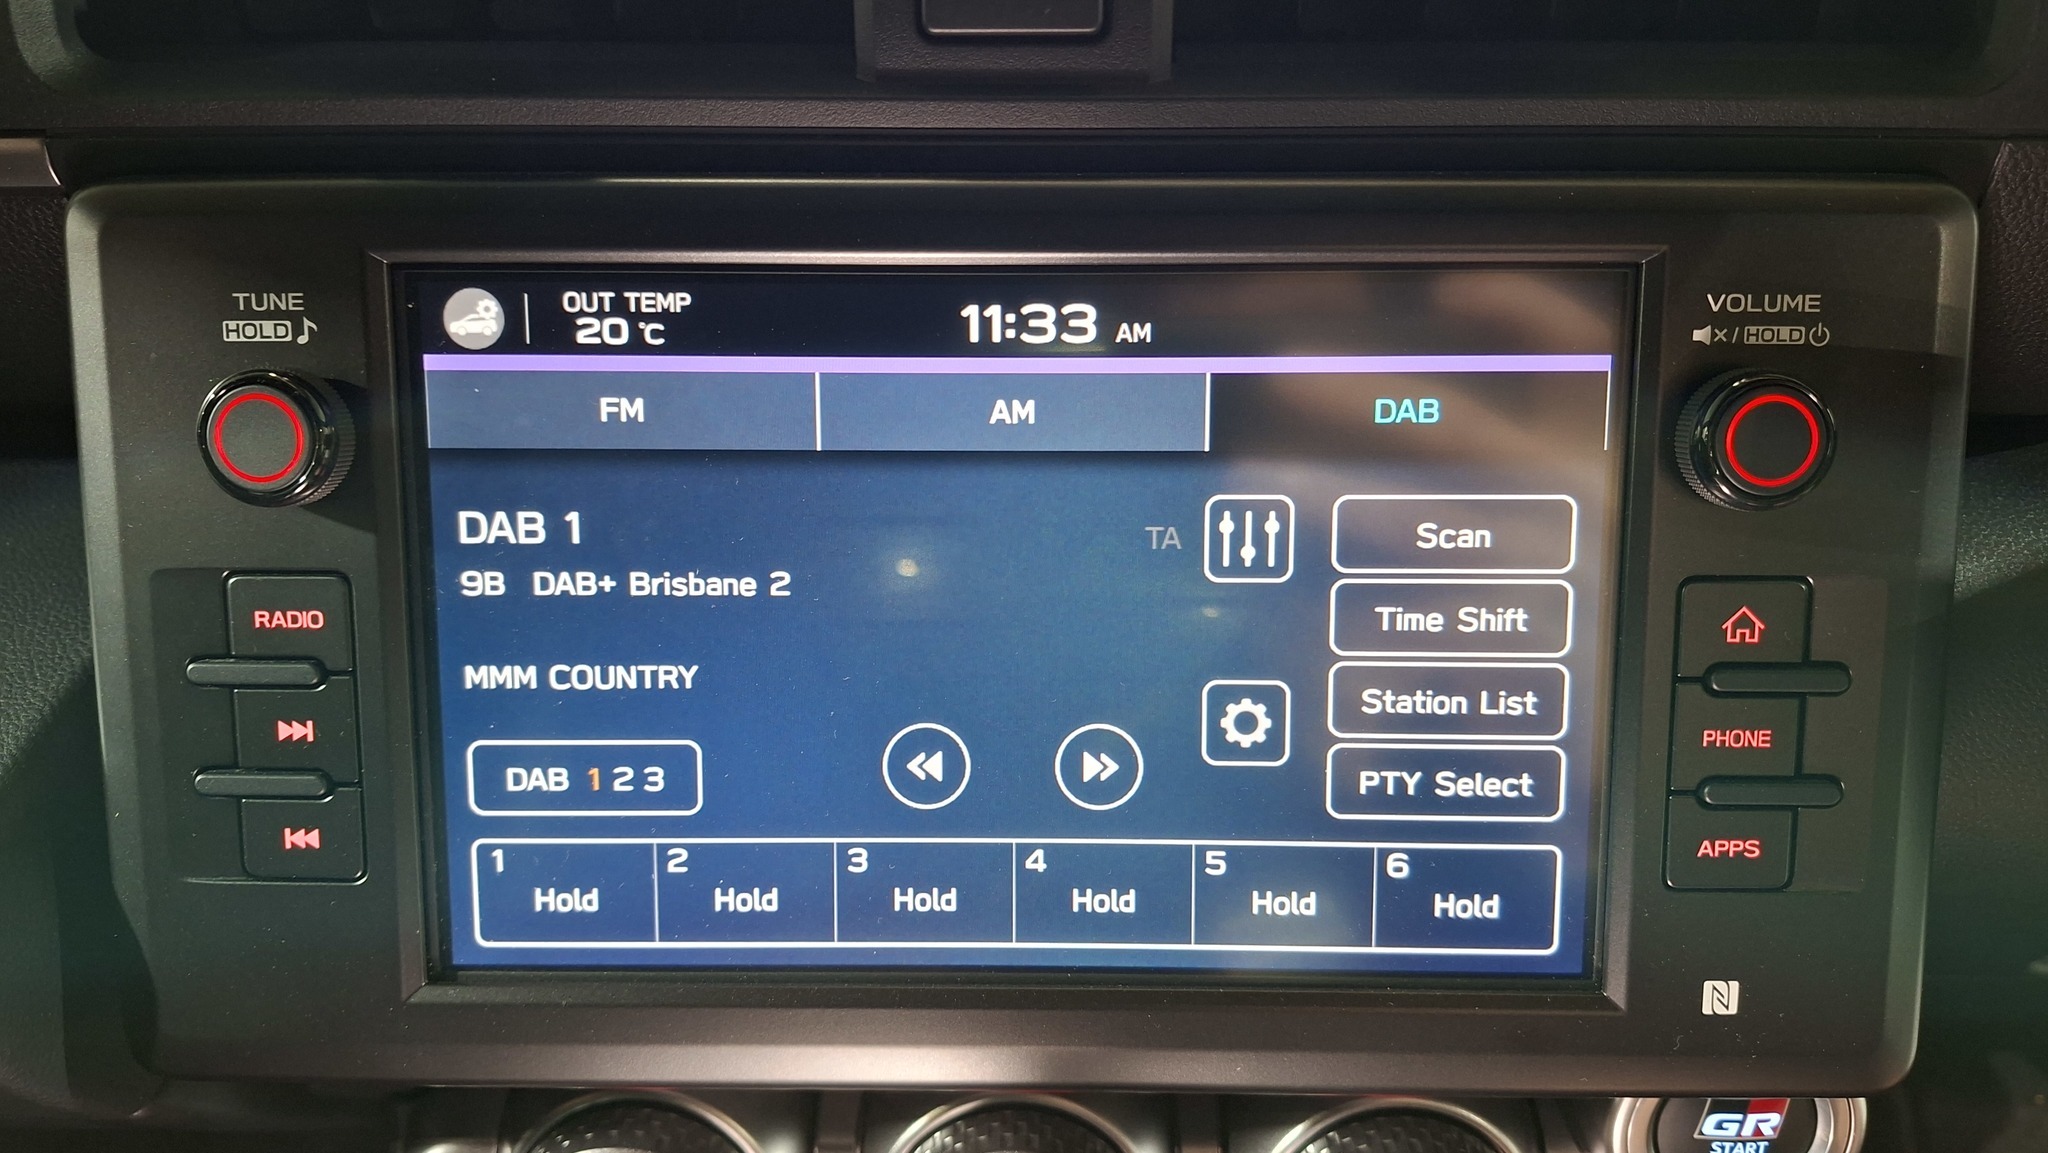 TUNE
HOLD
OUT TEMP
20 °C
11:33 AM
VOLUME
HOLD
FM
AM
DAB
DAB 1
TA
9B DAB+ Brisbane 2
MMM COUNTRY
DAB 1 2 3
Scan
Time Shift
Station List
PTY Select
1 Hold
2 Hold
3 Hold
4 Hold
5 Hold
6 Hold
RADIO
PHONE
APPS
N
GR
START